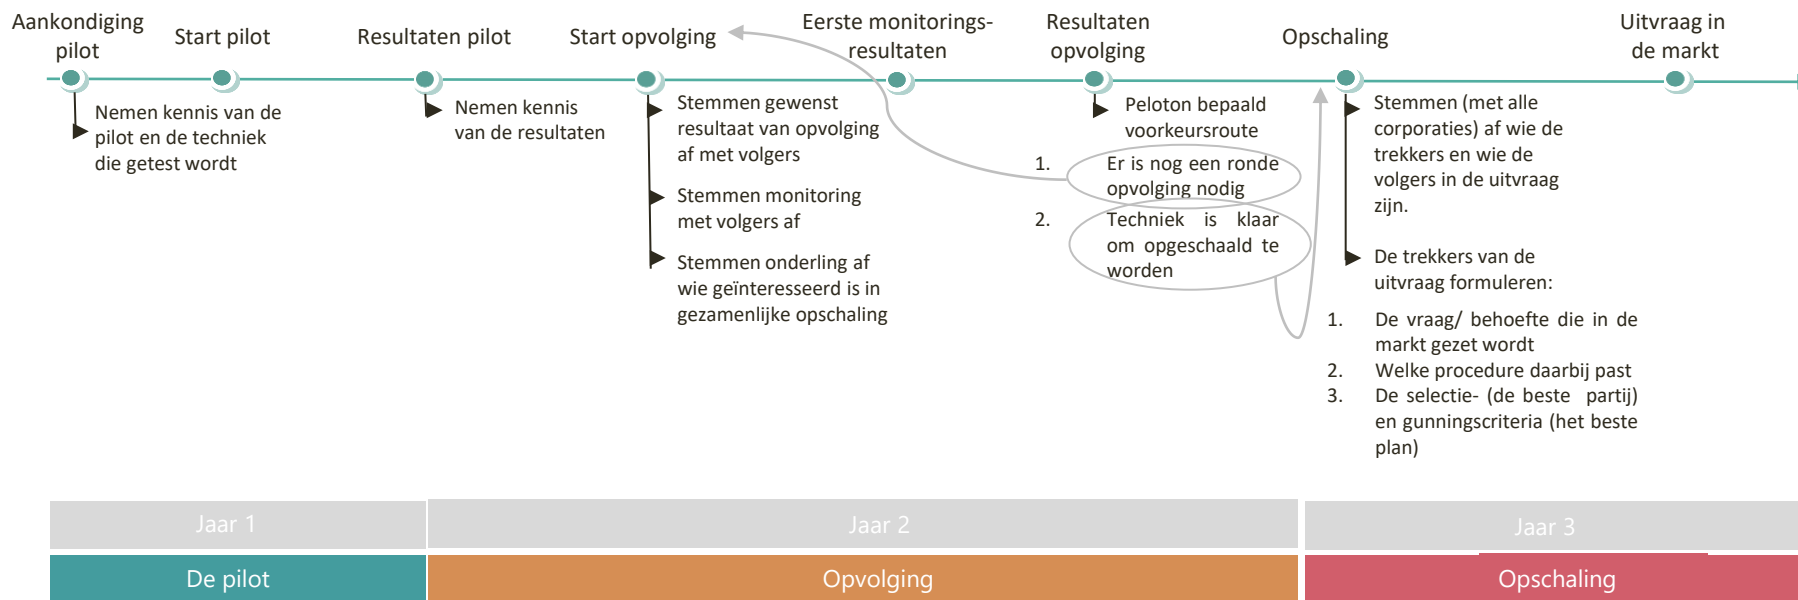 Aankondiging
pilot
Start pilot
Resultaten pilot
Start opvolging
Eerste monitorings-
resultaten
Resultaten
opvolging
Opschaling
Uitvraag in
de markt
Nemen kennis van de
pilot en de techniek
die getest wordt
Nemen kennis
van de resultaten
Stemmen gewenst
resultaat van opvolging
af met volgers
Stemmen monitoring
met volgers af
Stemmen onderling af
wie geïnteresseerd is in
gezamenlijke opschaling
Peloton bepaald
voorkeursroute
1. Er is nog een ronde
opvolging nodig
2. Techniek is klaar
om opgeschaald te
worden
Stemmen (met alle
corporaties) af wie de
trekkers en wie de
volgers in de uitvraag
zijn.
De trekkers van de
uitvraag formuleren:
1. De vraag/ behoefte die in de
markt gezet wordt
2. Welke procedure daarbij past
3. De selectie- (de beste partij)
en gunningscriteria (het beste
plan)
Jaar 1
Jaar 2
Jaar 3
De pilot
Opvolging
Opschaling